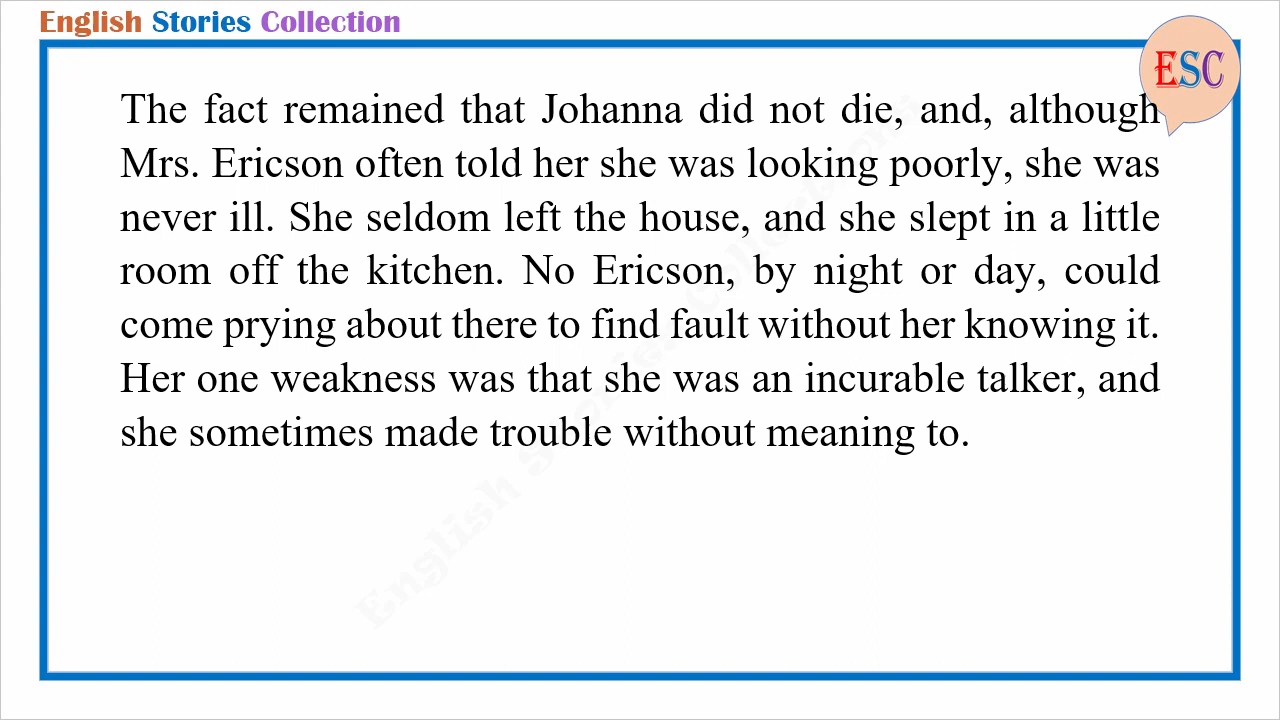 English Stories Collection
ESC
The fact remained that Johanna did not die, and, although
Mrs. Ericson often told her she was looking poorly, she was
never ill. She seldom left the house, and she slept in a little
room off the kitchen. No Ericson, by night or day, could
come prying about there to find fault without her knowing it.
Her one weakness was that she was an incurable talker, and
she sometimes made trouble without meaning to.
English Stories Collection